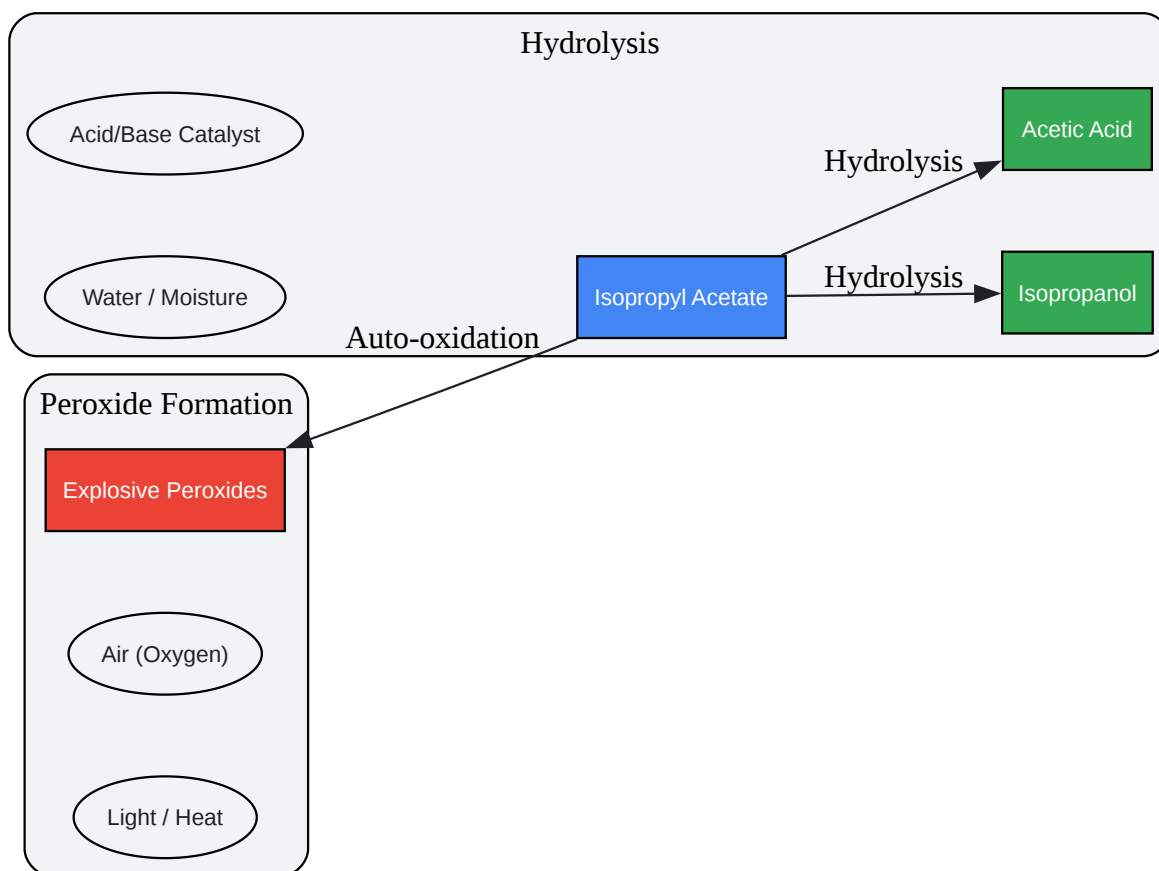 Hydrolysis
Acid/Base Catalyst
Acetic Acid
Hydrolysis
Water / Moisture
Isopropyl Acetate
Hydrolysis
Isopropanol
Auto-oxidation
Peroxide Formation
Explosive Peroxides
Air (Oxygen)
Light / Heat